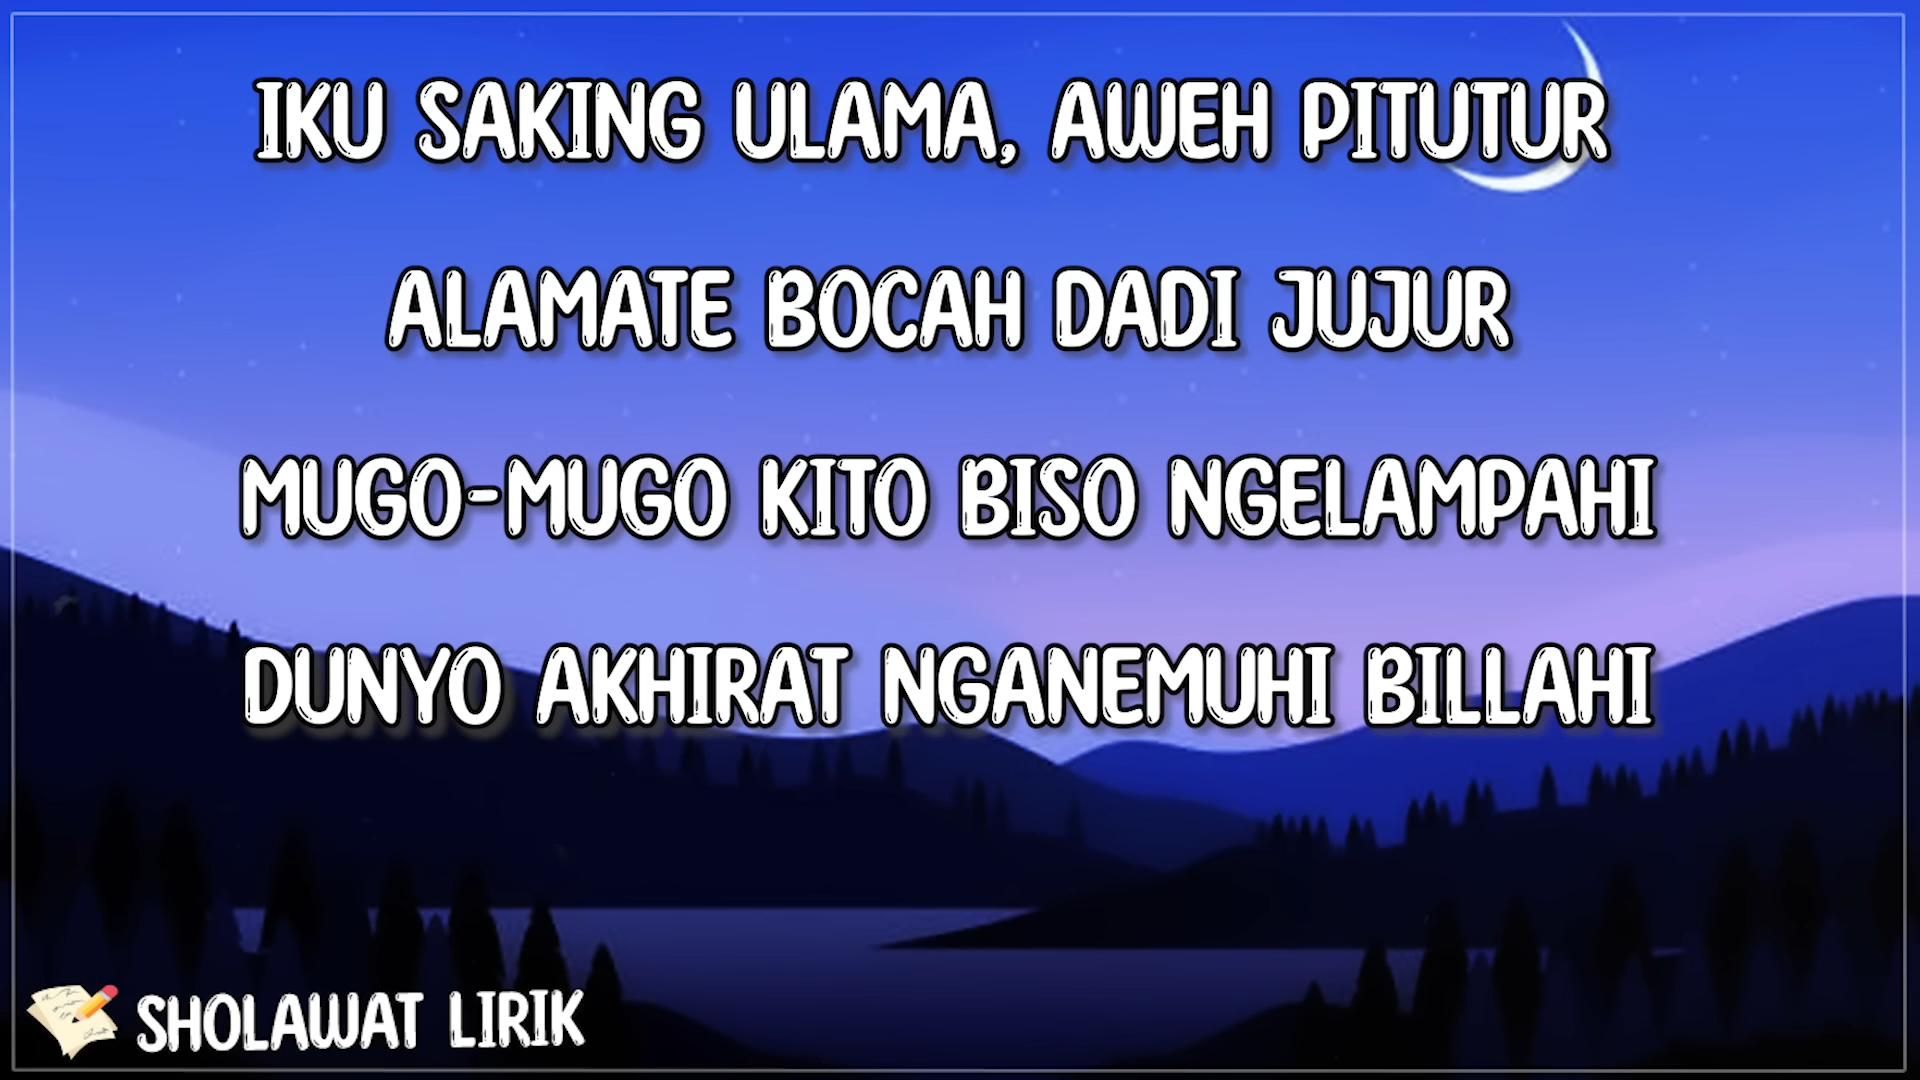 IKU SAKING ULAMA, AWEH PITUTUR
ALAMATE BOCAH DADI JUJUR
MUGO-MUGO KITO BISO NGELAMPAHI
DUNYO AKHIRAT NGANEMUHI BILLAHI
SHOLAWAT LIRIK